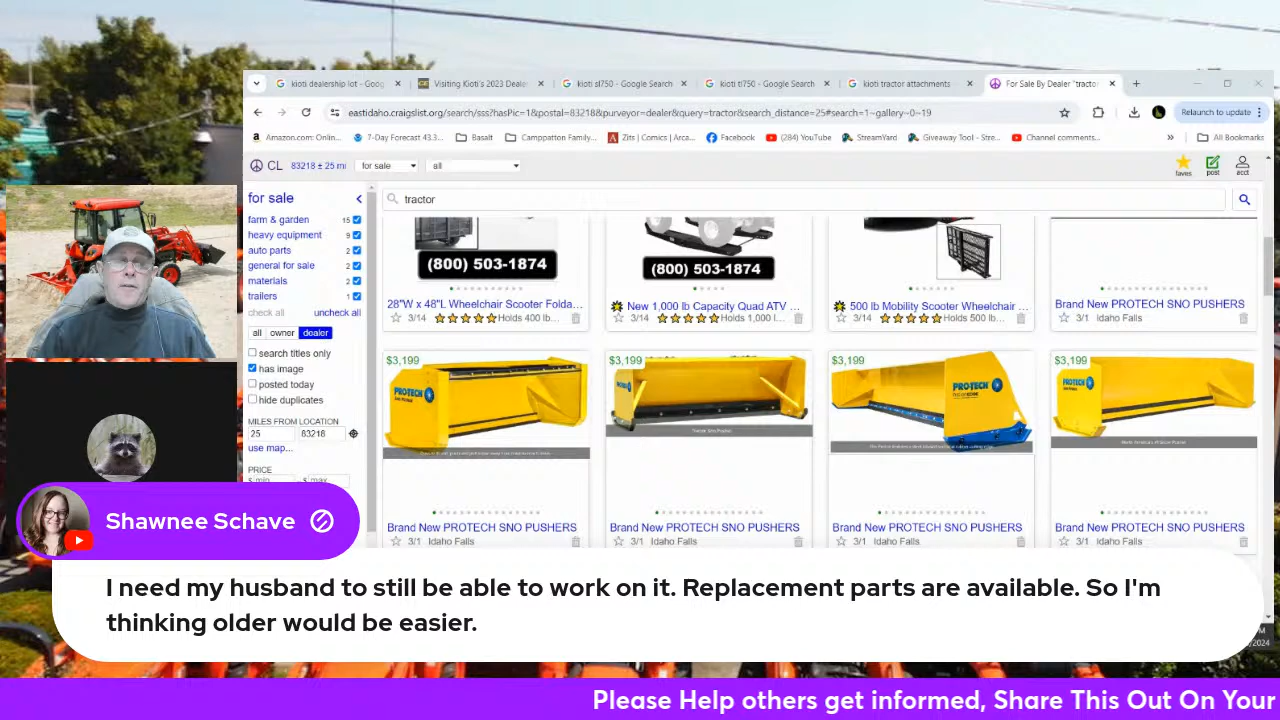 kioti dealership lot - Goog
Visiting Kioti's 2023 Deale
kioti sl750 - Google Search
kioti tl750 - Google Search
kioti tractor attachments
For Sale By Dealer "tracto
eastidaho.craigslist.org/search/sss?hasPic=1&postal=83218&purveyor=dealer&query=tractor&search_distance=25#search=1~gallery~0~19
Relaunch to update
Amazon.com: Onlin...
7-Day Forecast 43.3...
Basalt
Camppattion Family...
Zits | Comics | Arca...
Facebook
(284) YouTube
StreamYard
Giveaway Tool - Stre...
Channel comments...
All Bookmarks
CL
83218 ± 25 mi
for sale
all
faves
post
acct
for sale
tractor
farm & garden 15
heavy equipment 9
auto parts 2
general for sale 2
materials 2
trailers 1
check all uncheck all
all owner dealer
search titles only
has image
posted today
hide duplicates
MILES FROM LOCATION
25 83218
use map...
PRICE
$ min - $ max
(800) 503-1874
(800) 503-1874
28"W x 48"L Wheelchair Scooter Folda...
3/14 Holds 400 lb...
New 1,000 lb Capacity Quad ATV ...
3/14 Holds 1,000 l...
500 lb Mobility Scooter Wheelchair ...
3/14 Holds 500 lb...
Brand New PROTECH SNO PUSHERS
3/1 Idaho Falls
$3,199
$3,199
$3,199
$3,199
PRO-TECH
PRO-TECH
PRO-TECH
Brand New PROTECH SNO PUSHERS
3/1 Idaho Falls
Brand New PROTECH SNO PUSHERS
3/1 Idaho Falls
Brand New PROTECH SNO PUSHERS
3/1 Idaho Falls
Brand New PROTECH SNO PUSHERS
3/1 Idaho Falls
Shawnee Schave
I need my husband to still be able to work on it. Replacement parts are available. So I'm
thinking older would be easier.
Please Help others get informed, Share This Out On Your